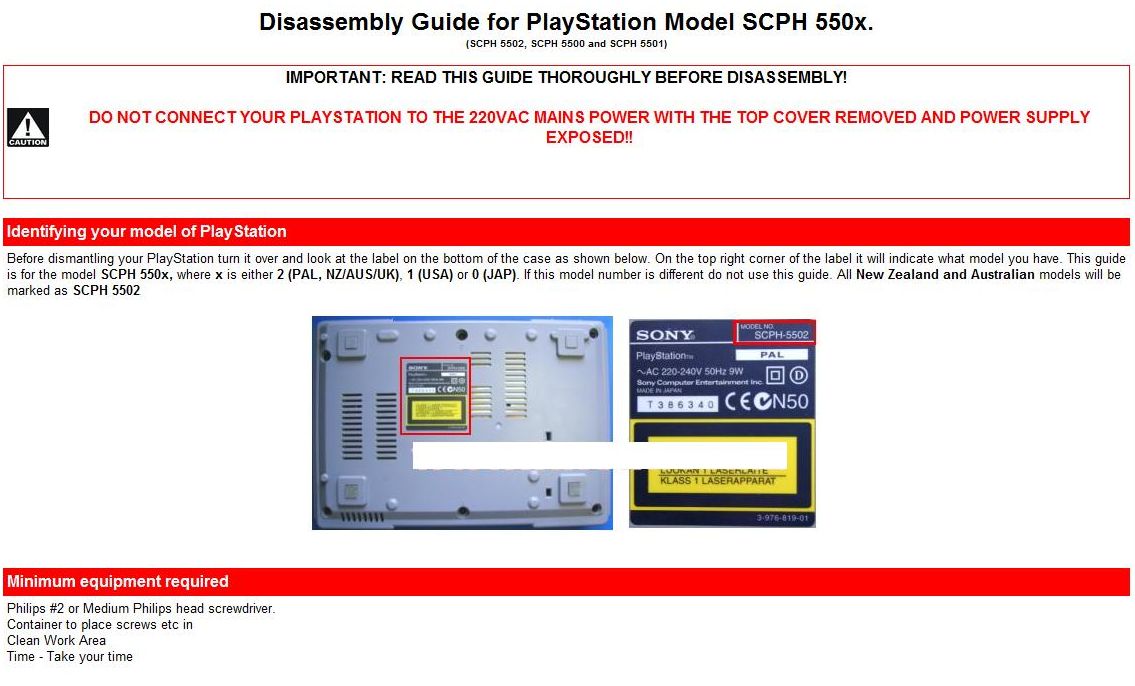 Disassembly Guide for PlayStation Model SCPH 550x.
(SCPH 5502, SCPH 5500 and SCPH 5501)
IMPORTANT: READ THIS GUIDE THOROUGHLY BEFORE DISASSEMBLY!
DO NOT CONNECT YOUR PLAYSTATION TO THE 220VAC MAINS POWER WITH THE TOP COVER REMOVED AND POWER SUPPLY
EXPOSED!!
CAUTION
Identifying your model of PlayStation
Before dismantling your PlayStation turn it over and look at the label on the bottom of the case as shown below. On the top right corner of the label it will indicate what model you have. This guide
is for the model SCPH 550x, where x is either 2 (PAL, NZ/AUS/UK), 1 (USA) or 0 (JAP). If this model number is different do not use this guide. All New Zealand and Australian models will be
marked as SCPH 5502
SONY
CE N50
SONY
MODEL NO.
SCPH-5502
PlayStation™
PAL
~AC 220-240V 50Hz 9W
D
Sony Computer Entertainment Inc.
MADE IN JAPAN
T 386340
CE N50
LUOKAN 1 LASERLAITE
KLASS 1 LASERAPPARAT
3-976-819-01
Minimum equipment required
Philips #2 or Medium Philips head screwdriver.
Container to place screws etc in
Clean Work Area
Time - Take your time